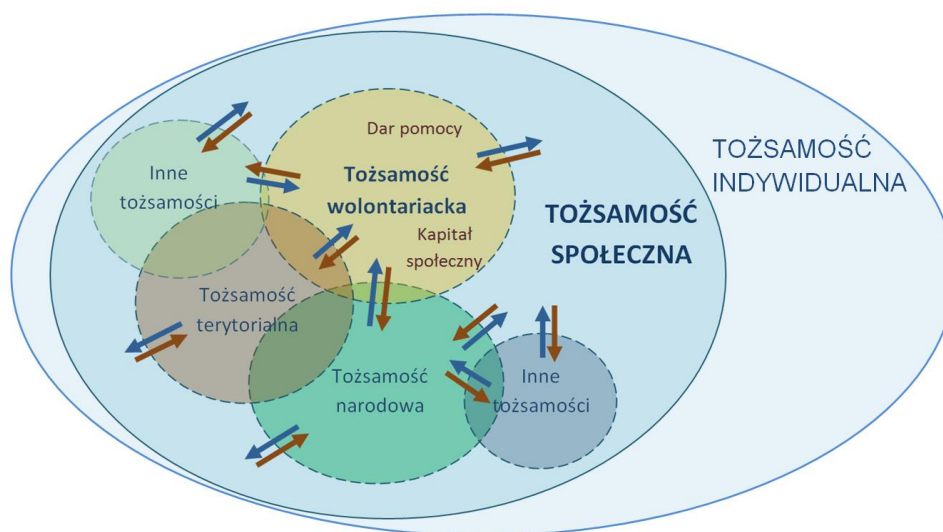 Dar pomocy
Tożsamość
wolontariacka
Kapitał
społeczny
Inne
tożsamości
TOŻSAMOŚĆ
INDYWIDUALNA
TOŻSAMOŚĆ
SPOŁECZNA
Tożsamość
terytorialna
Tożsamość
narodowa
Inne
tożsamości